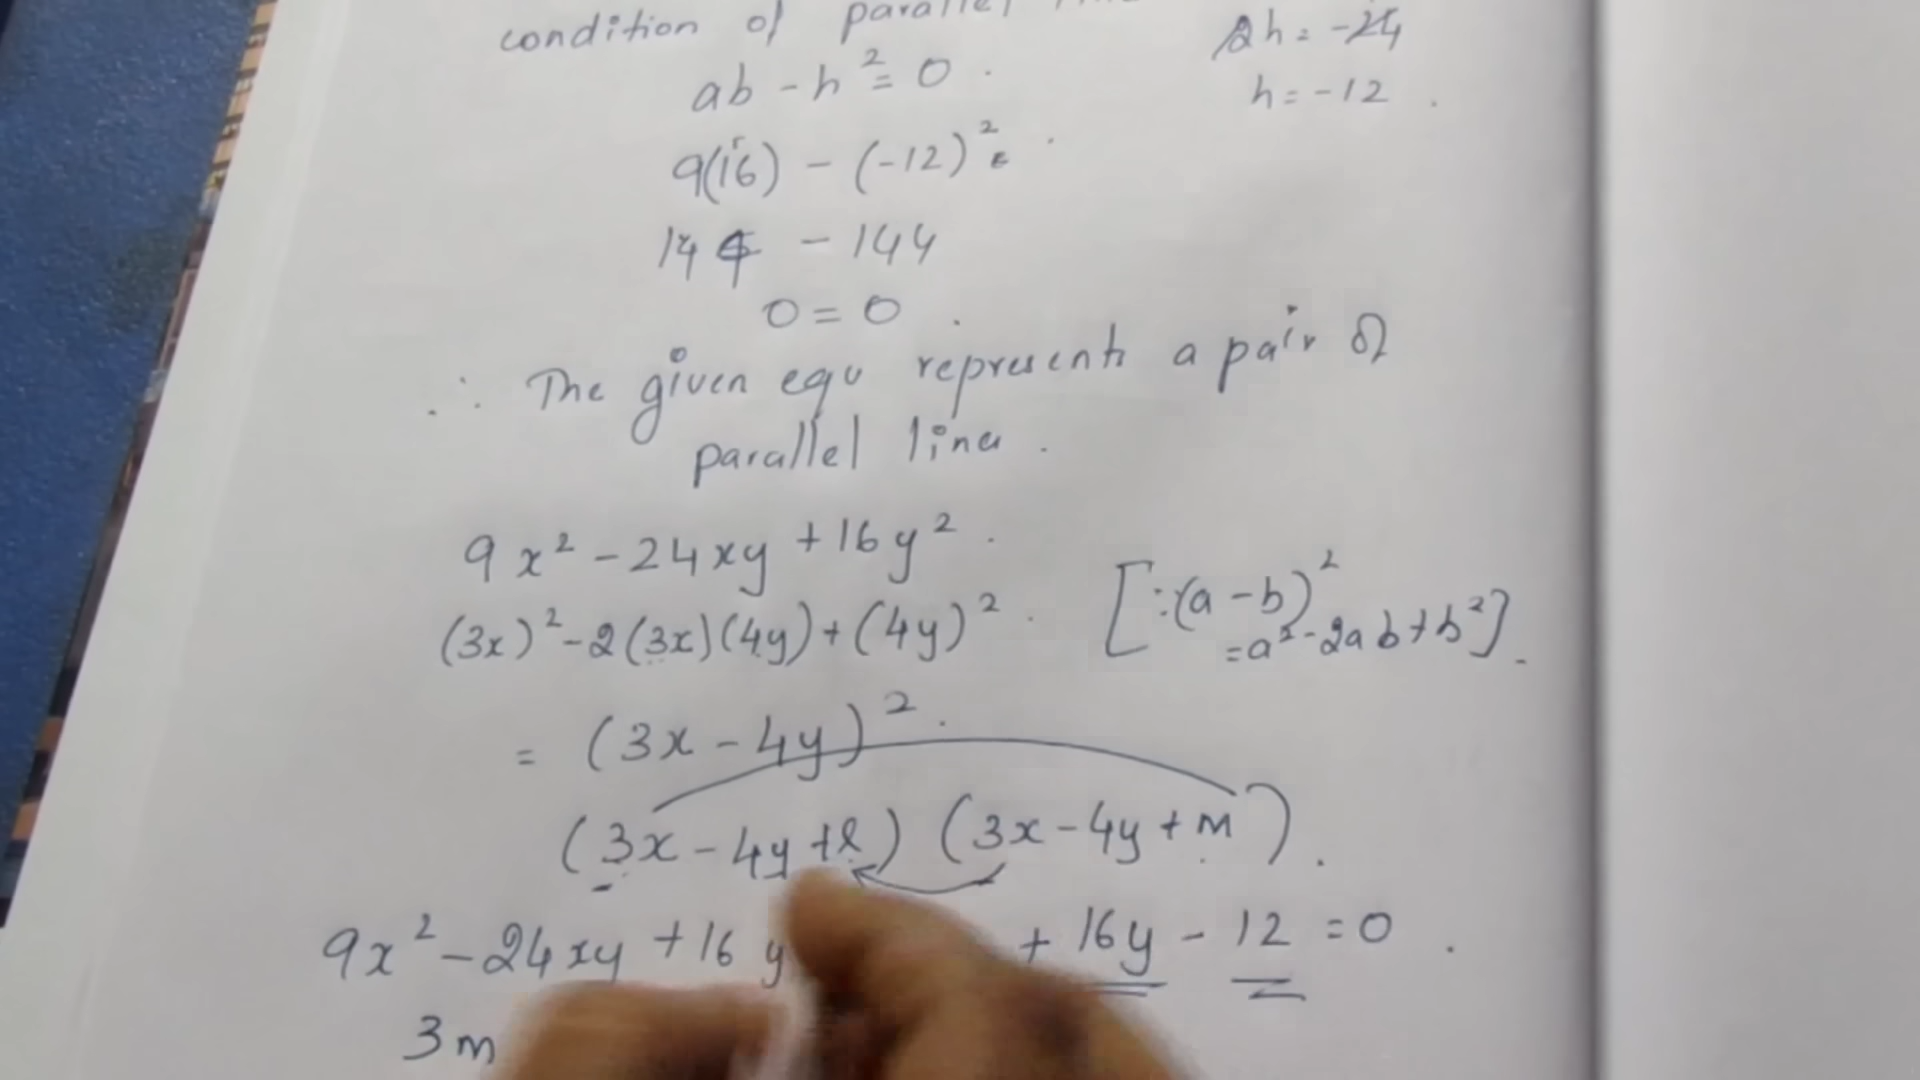 condition of parallel
2h = -24
ab - h² = 0 .
h = -12 .
9(16) - (-12)² = .
144 - 144
0 = 0 .
∴ The given equ represents a pair of
parallel lines .
9x² - 24xy + 16y² .
(3x)² - 2(3x)(4y) + (4y)² . [∵ (a - b)²
= a² - 2ab + b²] .
= (3x - 4y)² .
(3x - 4y + l) (3x - 4y + m) .
9x² - 24xy + 16y + 16y - 12 = 0 .
3m